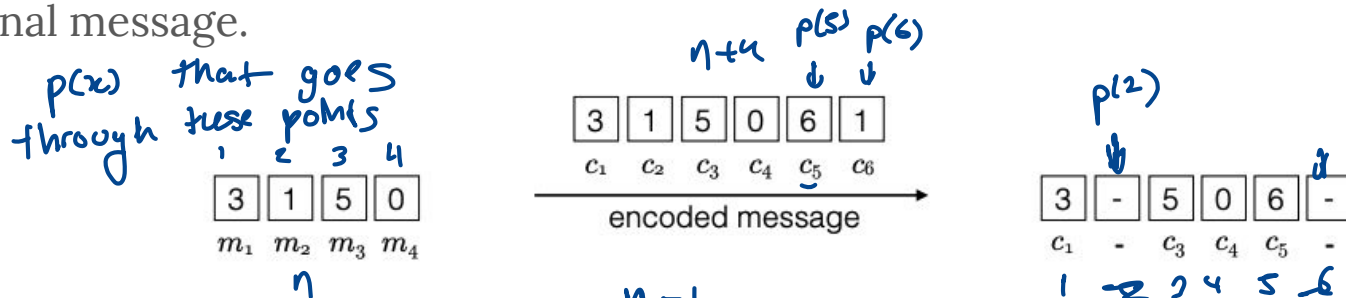 nal message.
p(x) that goes
through these points
1 2 3 4
3 1 5 0
m₁ m₂ m₃ m₄
n
n+k p(5) p(6)
3 1 5 0 6 1
c₁ c₂ c₃ c₄ c₅ c₆
encoded message
p(2)
3 - 5 0 6 -
c₁ - c₃ c₄ c₅ -
1 2 3 4 5 6